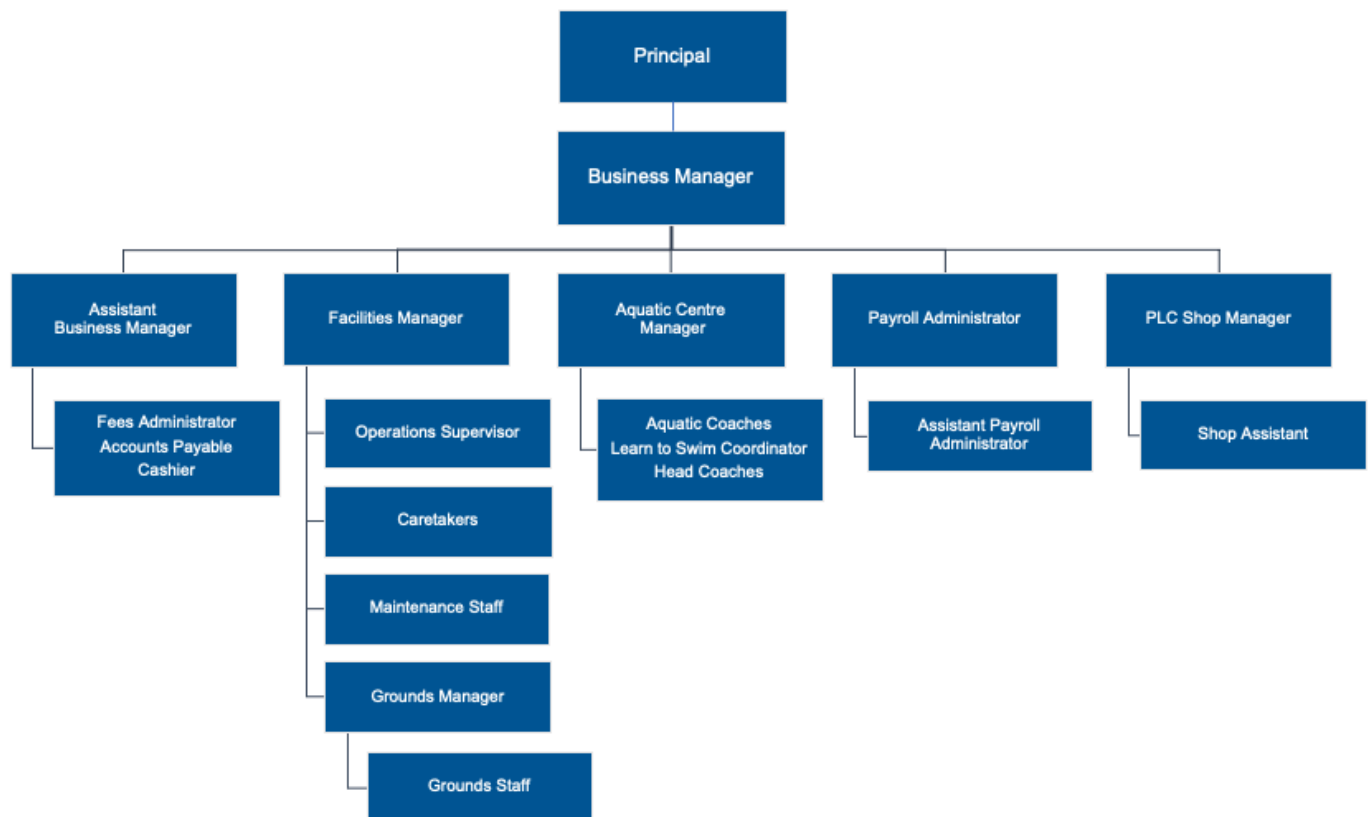 Principal
Business Manager
Assistant
Business Manager
Facilities Manager
Aquatic Centre
Manager
Payroll Administrator
PLC Shop Manager
Fees Administrator
Accounts Payable
Cashier
Operations Supervisor
Caretakers
Maintenance Staff
Grounds Manager
Grounds Staff
Aquatic Coaches
Learn to Swim Coordinator
Head Coaches
Assistant Payroll
Administrator
Shop Assistant